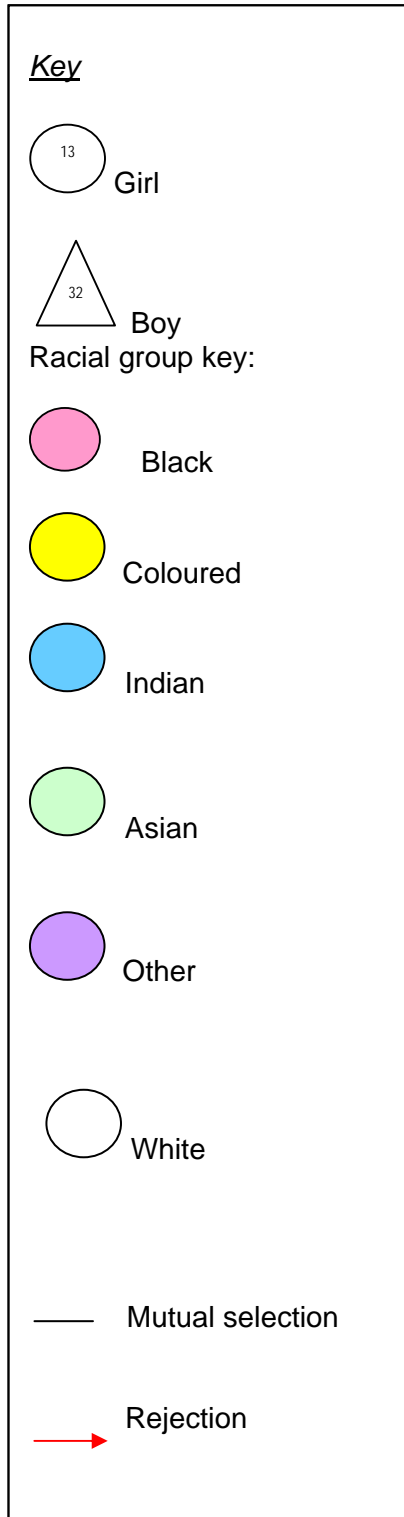 Key
13
Girl
32
Boy
Racial group key:
Black
Coloured
Indian
Asian
Other
White
Mutual selection
Rejection